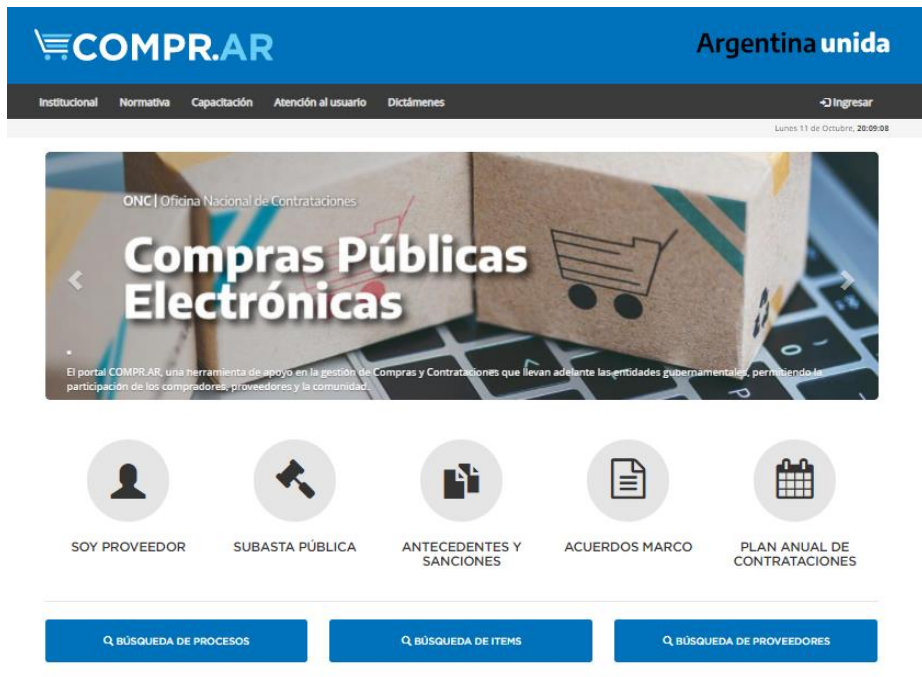 COMPR.AR
Argentina unida
Institucional Normativa Capacitación Atención al usuario Dictámenes
Ingresar
Lunes 11 de Octubre, 20:09:08
ONC | Oficina Nacional de Contrataciones
Compras Públicas
Electrónicas
El portal COMPR.AR, una herramienta de apoyo en la gestión de Compras y Contrataciones que llevan adelante las entidades gubernamentales, permitiendo la
participación de los compradores, proveedores y la comunidad.
SOY PROVEEDOR
SUBASTA PÚBLICA
ANTECEDENTES Y
SANCIONES
ACUERDOS MARCO
PLAN ANUAL DE
CONTRATACIONES
BÚSQUEDA DE PROCESOS
BÚSQUEDA DE ITEMS
BÚSQUEDA DE PROVEEDORES